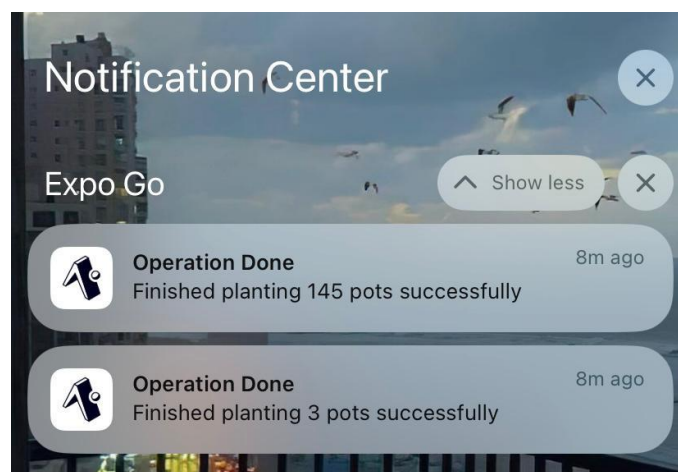 Notification Center
Expo Go
Show less
Operation Done
8m ago
Finished planting 145 pots successfully
Operation Done
8m ago
Finished planting 3 pots successfully